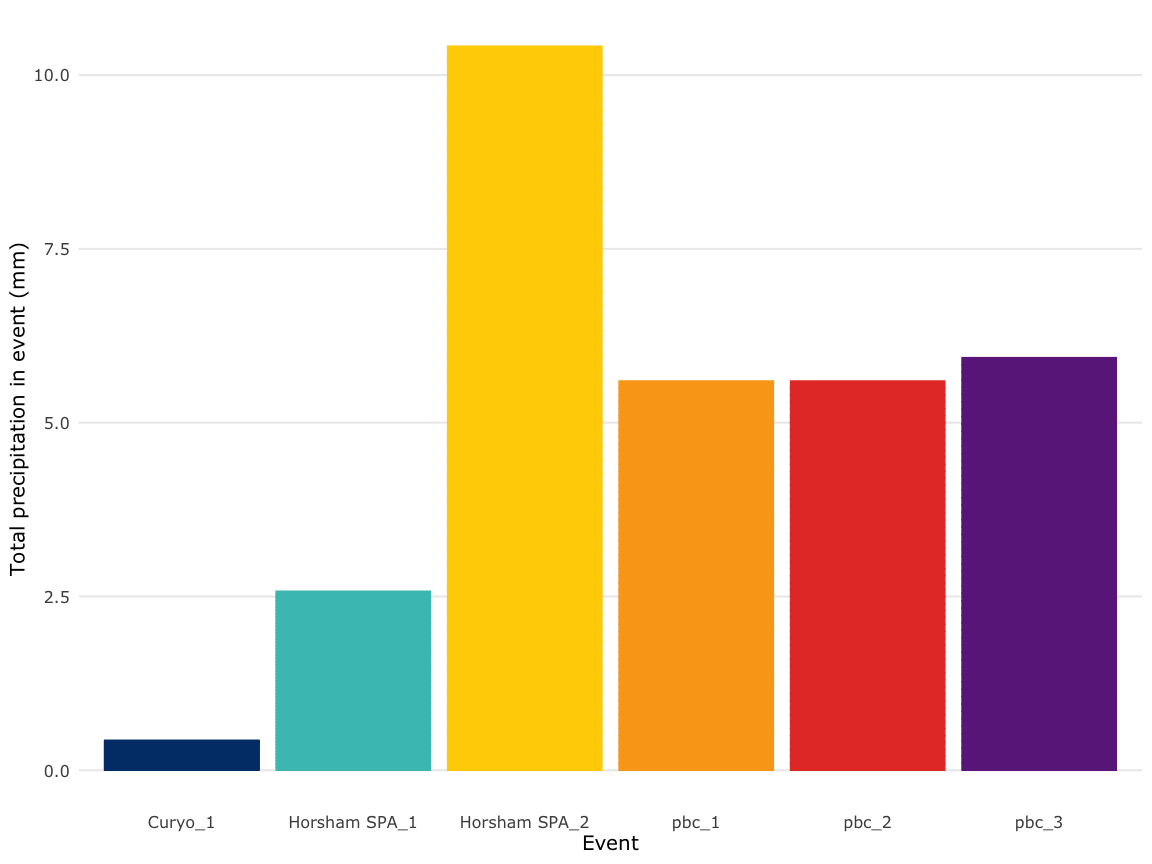 Total precipitation in event (mm)
10.0
7.5
5.0
2.5
0.0
Curyo_1 Horsham SPA_1 Horsham SPA_2 pbc_1 pbc_2 pbc_3
Event